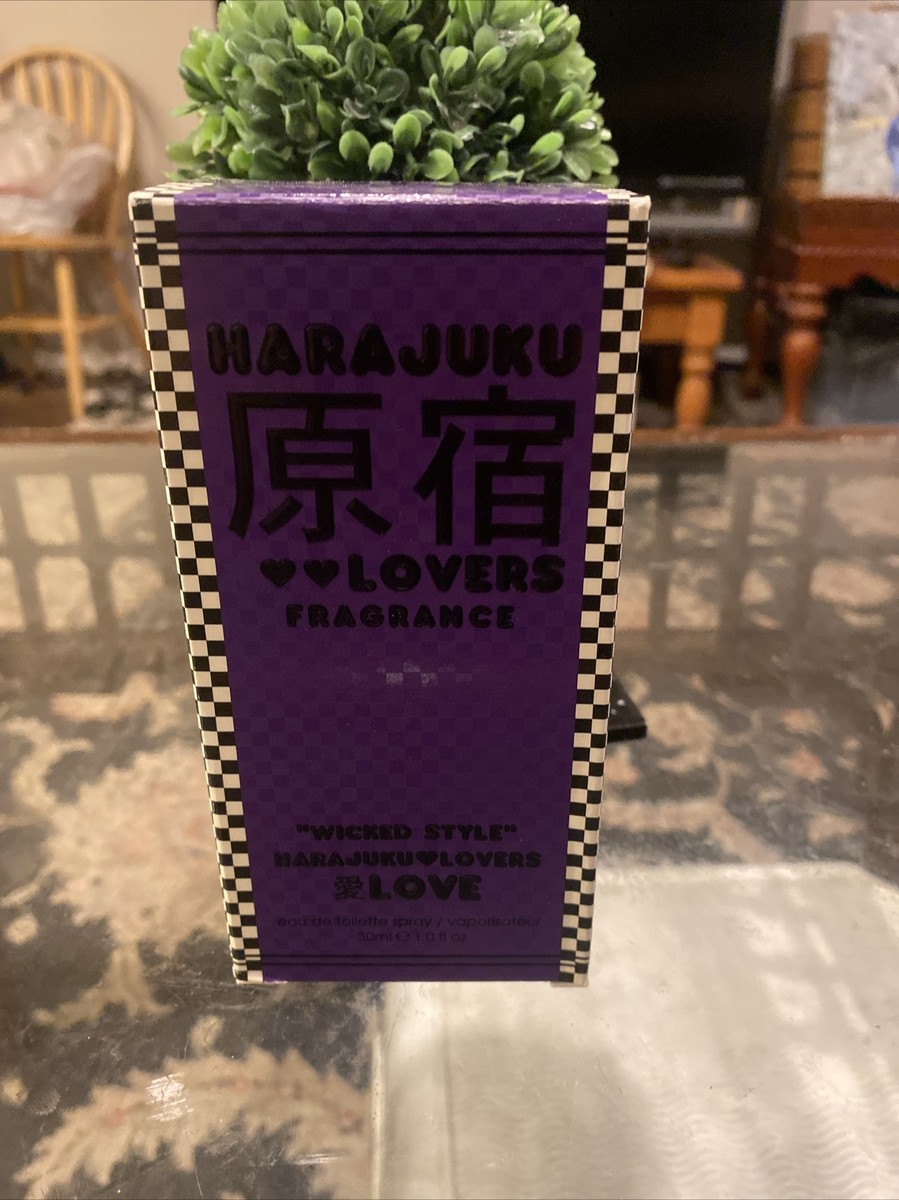 HARAJUKU
原宿
♥♥LOVERS
FRAGRANCE
"WICKED STYLE"
HARAJUKU♥LOVERS
愛LOVE
eau de toilette spray / vaporisateur
30ml ℮ 1.0 fl oz